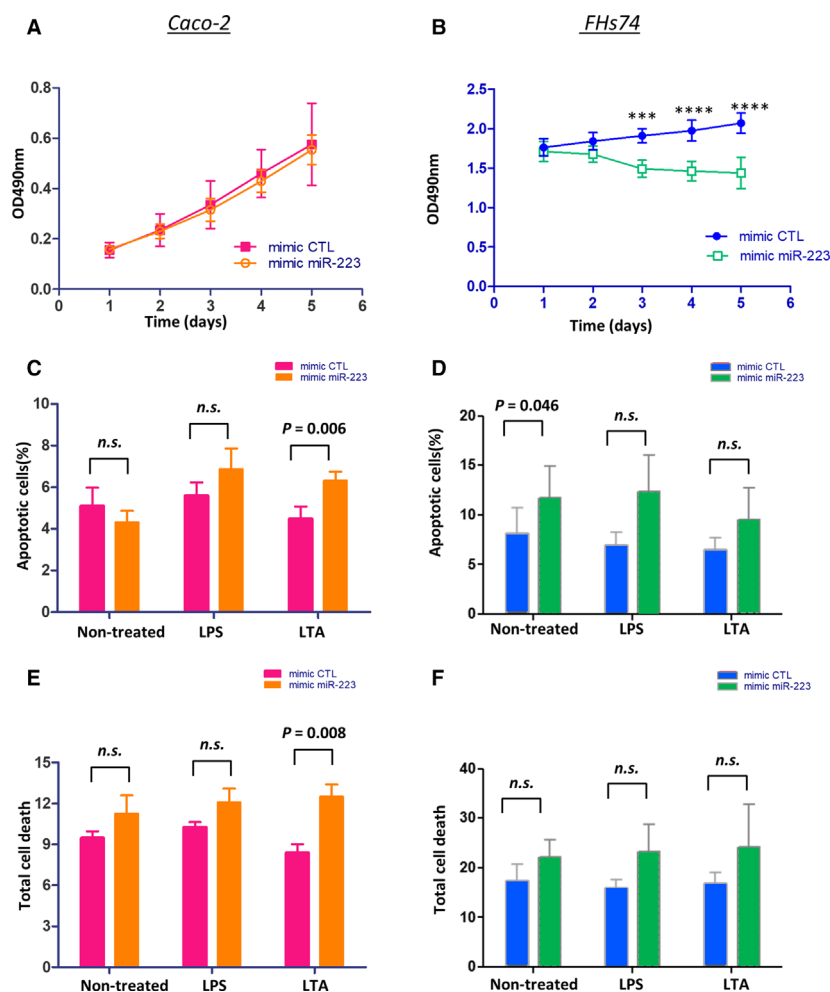 A Caco-2
B FHs74
0.8
0.6
0.4
0.2
0.0
OD490nm
mimic CTL
mimic miR-223
0 1 2 3 4 5 6
Time (days)
2.5
2.0
1.5
1.0
0.5
0.0
OD490nm
*** **** ****
mimic CTL
mimic miR-223
0 1 2 3 4 5 6
Time (days)
C
mimic CTL
mimic miR-223
10
8
6
4
2
0
Apoptotic cells(%)
n.s. n.s. P = 0.006
Non-treated LPS LTA
D
mimic CTL
mimic miR-223
20
15
10
5
0
Apoptotic cells(%)
P = 0.046 n.s. n.s.
Non-treated LPS LTA
E
mimic CTL
mimic miR-223
15
12
9
6
3
0
Total cell death
n.s. n.s. P = 0.008
Non-treated LPS LTA
F
mimic CTL
mimic miR-223
40
30
20
10
0
Total cell death
n.s. n.s. n.s.
Non-treated LPS LTA